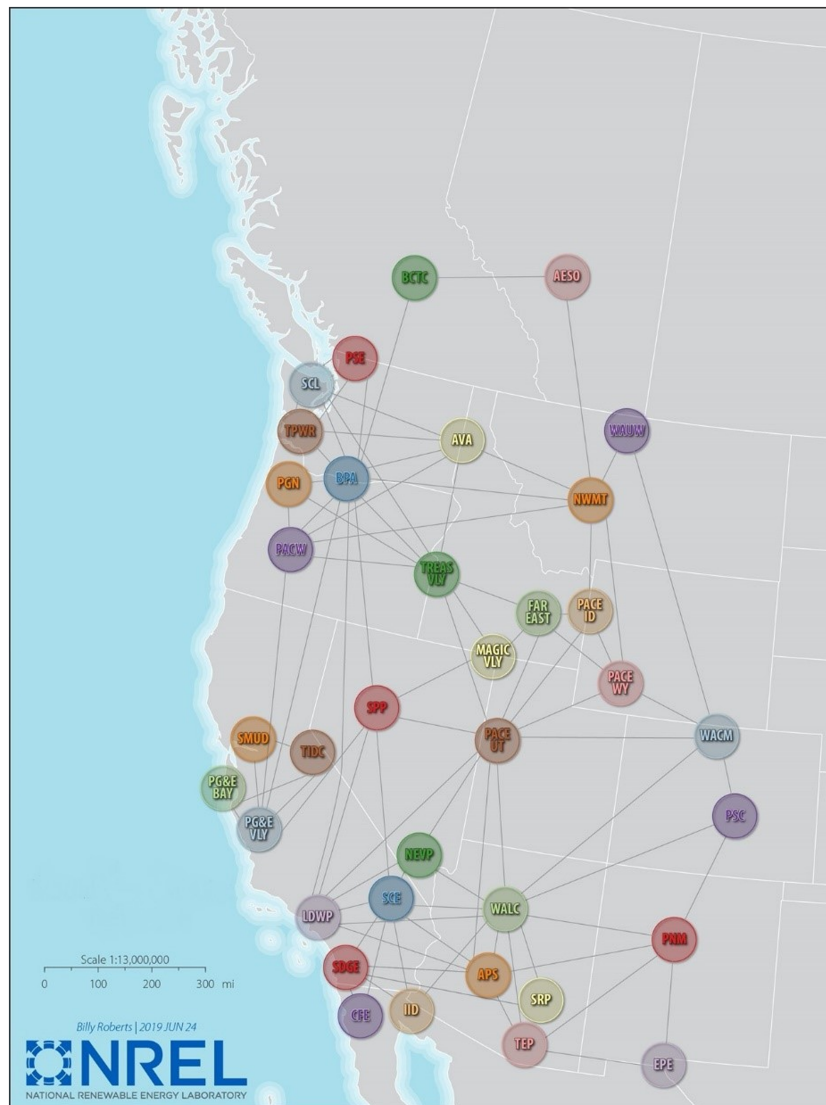 BCTC
AESO
PSE
SCL
TPWR
AVA
WAUW
BPA
PGN
NWMT
PACW
TREAS
VLY
FAR
EAST
PACE
ID
MAGIC
VLY
PACE
WY
SPP
SMUD
TIDC
PACE
UT
WACM
PG&E
BAY
PG&E
VLY
PSC
NEVP
SCE
LDWP
WALC
PNM
SDGE
APS
SRP
CFE
IID
TEP
EPE
Scale 1:13,000,000
0 100 200 300 mi
Billy Roberts | 2019 JUN 24
NREL
NATIONAL RENEWABLE ENERGY LABORATORY